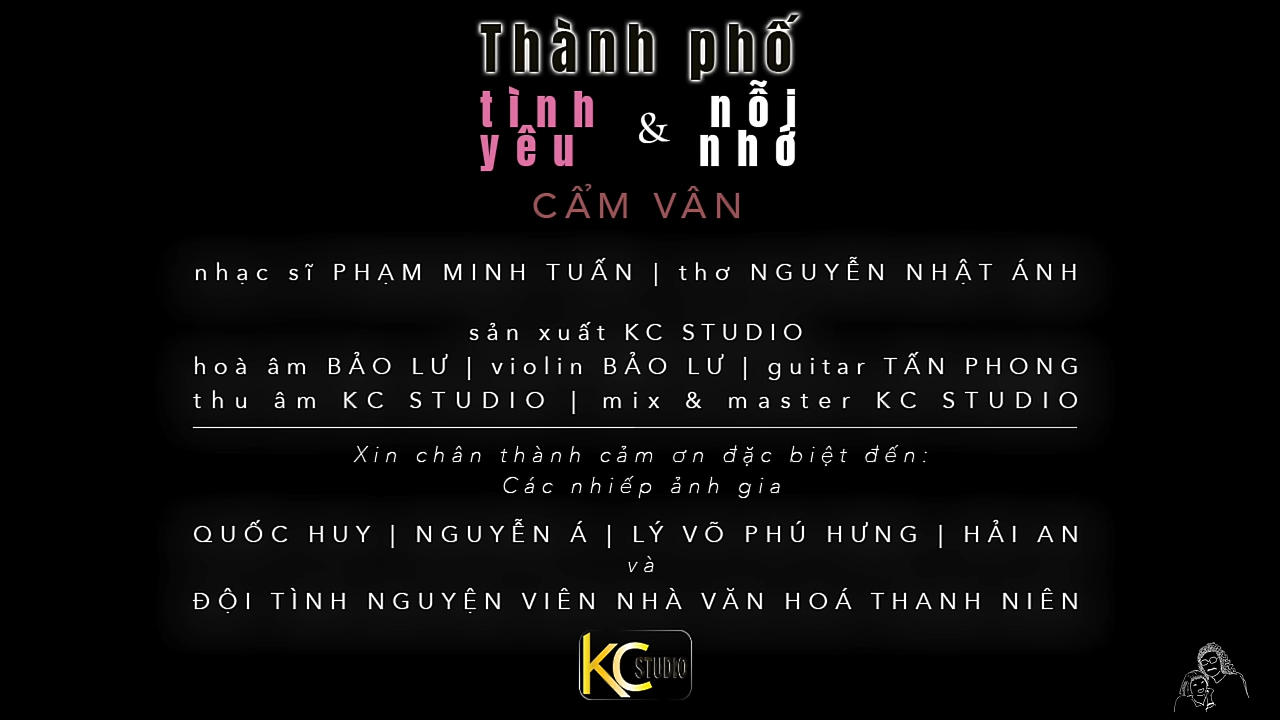 Thành phố
tình yêu & nỗi nhớ
CẨM VÂN
nhạc sĩ PHẠM MINH TUẤN | thơ NGUYỄN NHẬT ÁNH
sản xuất KC STUDIO
hoà âm BẢO LƯ | violin BẢO LƯ | guitar TẤN PHONG
thu âm KC STUDIO | mix & master KC STUDIO
Xin chân thành cảm ơn đặc biệt đến:
Các nhiếp ảnh gia
QUỐC HUY | NGUYỄN Á | LÝ VÕ PHÚ HƯNG | HẢI AN
và
ĐỘI TÌNH NGUYỆN VIÊN NHÀ VĂN HOÁ THANH NIÊN
KC STUDIO